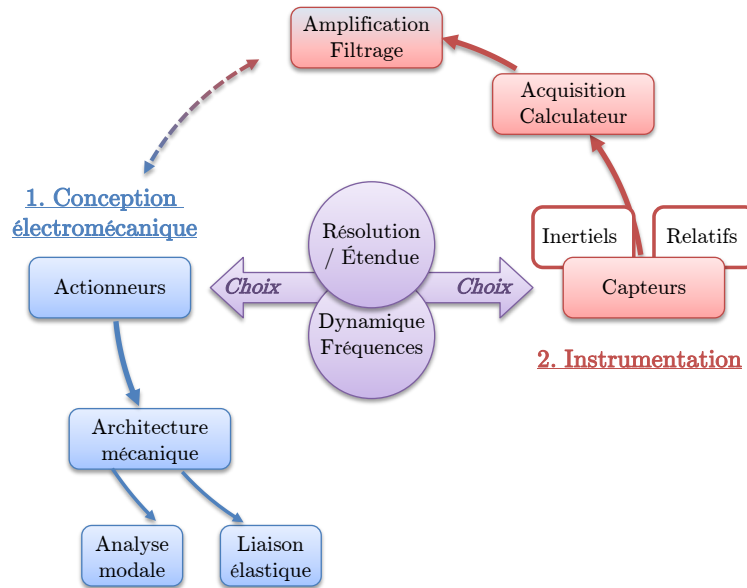 Amplification
Filtrage
Acquisition
Calculateur
1. Conception
électromécanique
Résolution
/ Étendue
Inertiels
Relatifs
Actionneurs
Choix
Choix
Capteurs
Dynamique
Fréquences
2. Instrumentation
Architecture
mécanique
Analyse
modale
Liaison
élastique